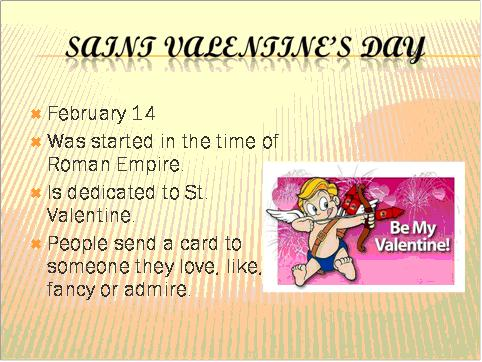 SAINT VALENTINE'S DAY
February 14
Was started in the time of
Roman Empire.
Is dedicated to St.
Valentine.
People send a card to
someone they love, like,
fancy or admire.
Be My
Valentine!